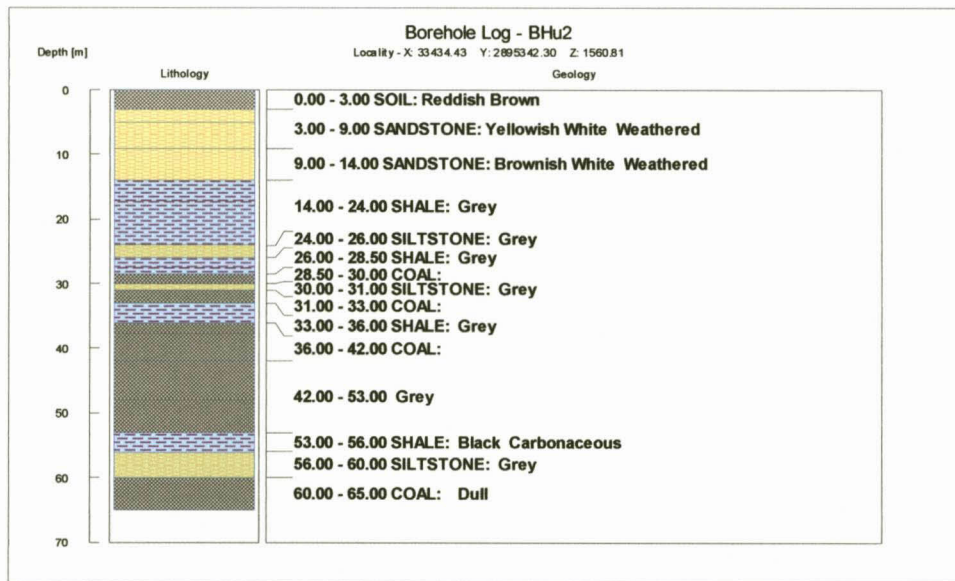 Borehole Log - BHu2
Depth [m]
Locality - X: 33434.43 Y: 2895342.30 Z: 1560.81
Lithology
Geology
0
0.00 - 3.00 SOIL: Reddish Brown
3.00 - 9.00 SANDSTONE: Yellowish White Weathered
10
9.00 - 14.00 SANDSTONE: Brownish White Weathered
14.00 - 24.00 SHALE: Grey
20
24.00 - 26.00 SILTSTONE: Grey
26.00 - 28.50 SHALE: Grey
28.50 - 30.00 COAL:
30
30.00 - 31.00 SILTSTONE: Grey
31.00 - 33.00 COAL:
33.00 - 36.00 SHALE: Grey
40
36.00 - 42.00 COAL:
42.00 - 53.00 Grey
50
53.00 - 56.00 SHALE: Black Carbonaceous
56.00 - 60.00 SILTSTONE: Grey
60
60.00 - 65.00 COAL: Dull
70